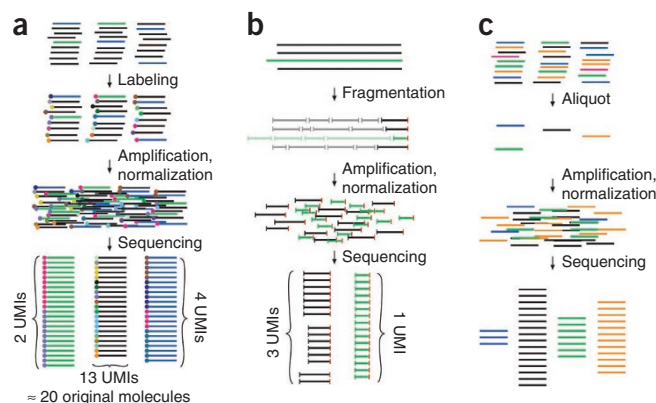 a
Labeling
Amplification,
normalization
Sequencing
2 UMIs
4 UMIs
13 UMIs
≈ 20 original molecules
b
Fragmentation
Amplification,
normalization
Sequencing
3 UMIs
1 UMI
c
Aliquot
Amplification,
normalization
Sequencing